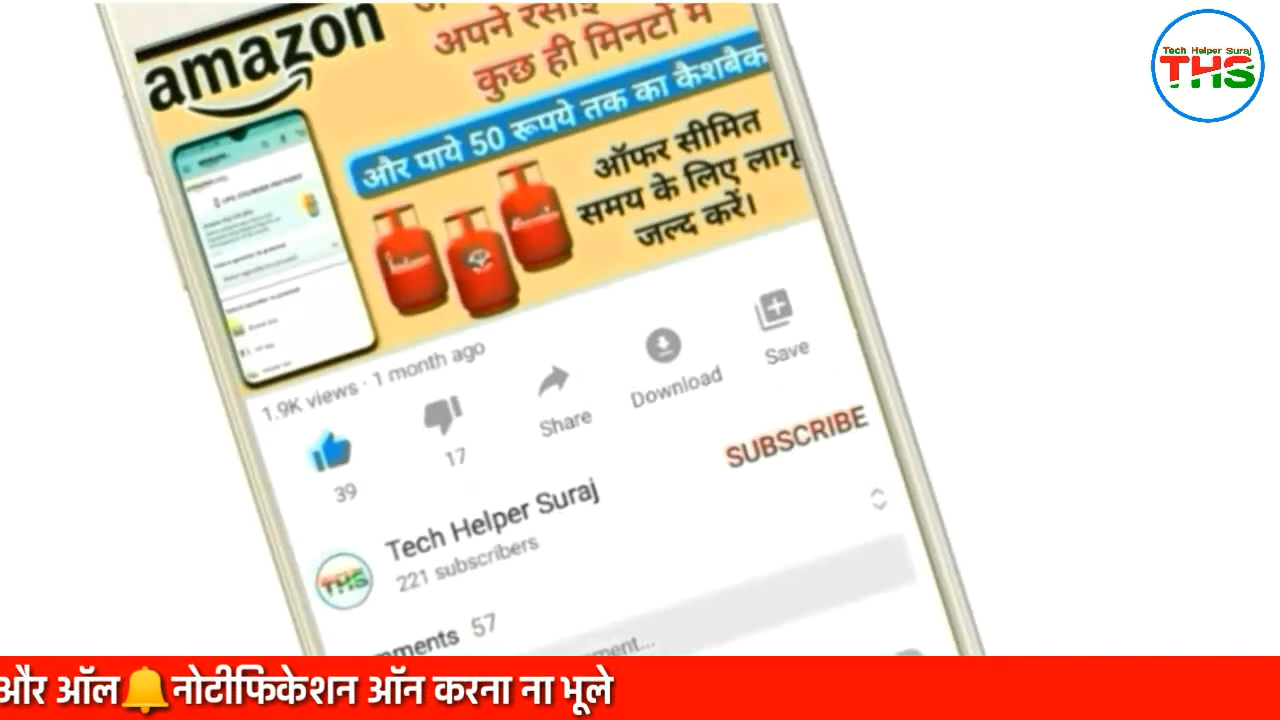 amazon
अपने रसोई
कुछ ही मिनटों में
और पाये 50 रूपये तक का कैशबैक
ऑफर सीमित
समय के लिए लागू
जल्द करें।
Tech Helper Suraj
THS
1.9K views · 1 month ago
39
17
Share
Download
Save
SUBSCRIBE
Tech Helper Suraj
221 subscribers
THS
mments 57
ment...
और ऑल🔔नोटीफिकेशन ऑन करना ना भूले